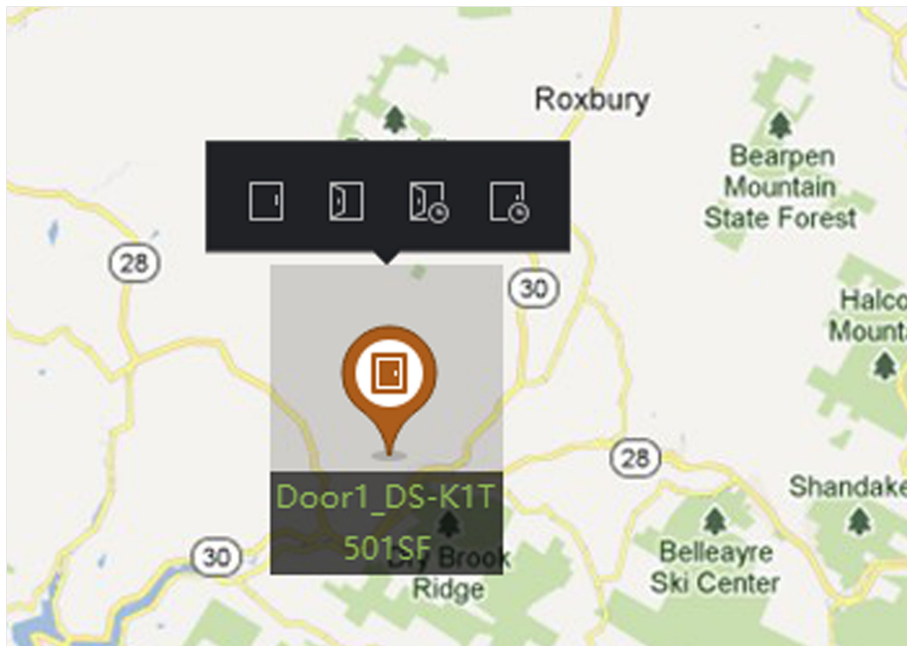 Roxbury
Bearpen
Mountain
State Forest
28
30
Halco
Mounta
28
Door1_DS-K1T
501SF
Shandake
30
Dry Brook
Ridge
Belleayre
Ski Center